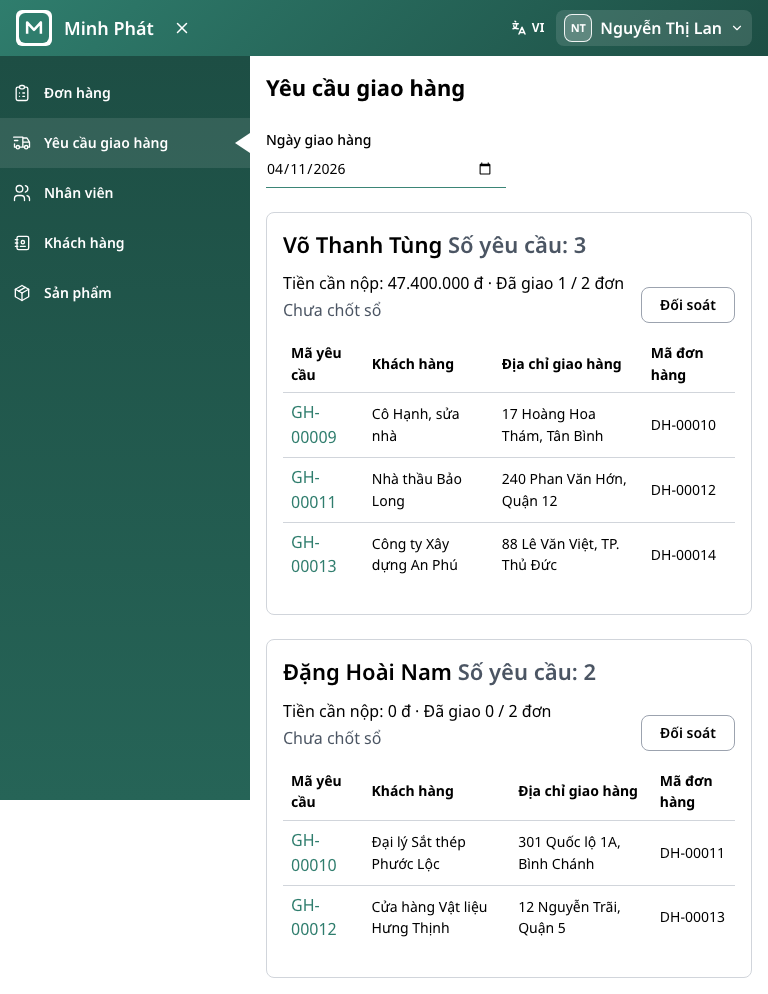 Minh Phát
VI
NT
Nguyễn Thị Lan
Đơn hàng
Yêu cầu giao hàng
Nhân viên
Khách hàng
Sản phẩm
Yêu cầu giao hàng
Ngày giao hàng
04/11/2026
Võ Thanh Tùng Số yêu cầu: 3
Tiền cần nộp: 47.400.000 đ · Đã giao 1 / 2 đơn
Chưa chốt sổ
Đối soát
Mã yêu
cầu
Khách hàng
Địa chỉ giao hàng
Mã đơn
hàng
GH-
00009
Cô Hạnh, sửa
nhà
17 Hoàng Hoa
Thám, Tân Bình
DH-00010
GH-
00011
Nhà thầu Bảo
Long
240 Phan Văn Hớn,
Quận 12
DH-00012
GH-
00013
Công ty Xây
dựng An Phú
88 Lê Văn Việt, TP.
Thủ Đức
DH-00014
Đặng Hoài Nam Số yêu cầu: 2
Tiền cần nộp: 0 đ · Đã giao 0 / 2 đơn
Chưa chốt sổ
Đối soát
Mã yêu
cầu
Khách hàng
Địa chỉ giao hàng
Mã đơn
hàng
GH-
00010
Đại lý Sắt thép
Phước Lộc
301 Quốc lộ 1A,
Bình Chánh
DH-00011
GH-
00012
Cửa hàng Vật liệu
Hưng Thịnh
12 Nguyễn Trãi,
Quận 5
DH-00013